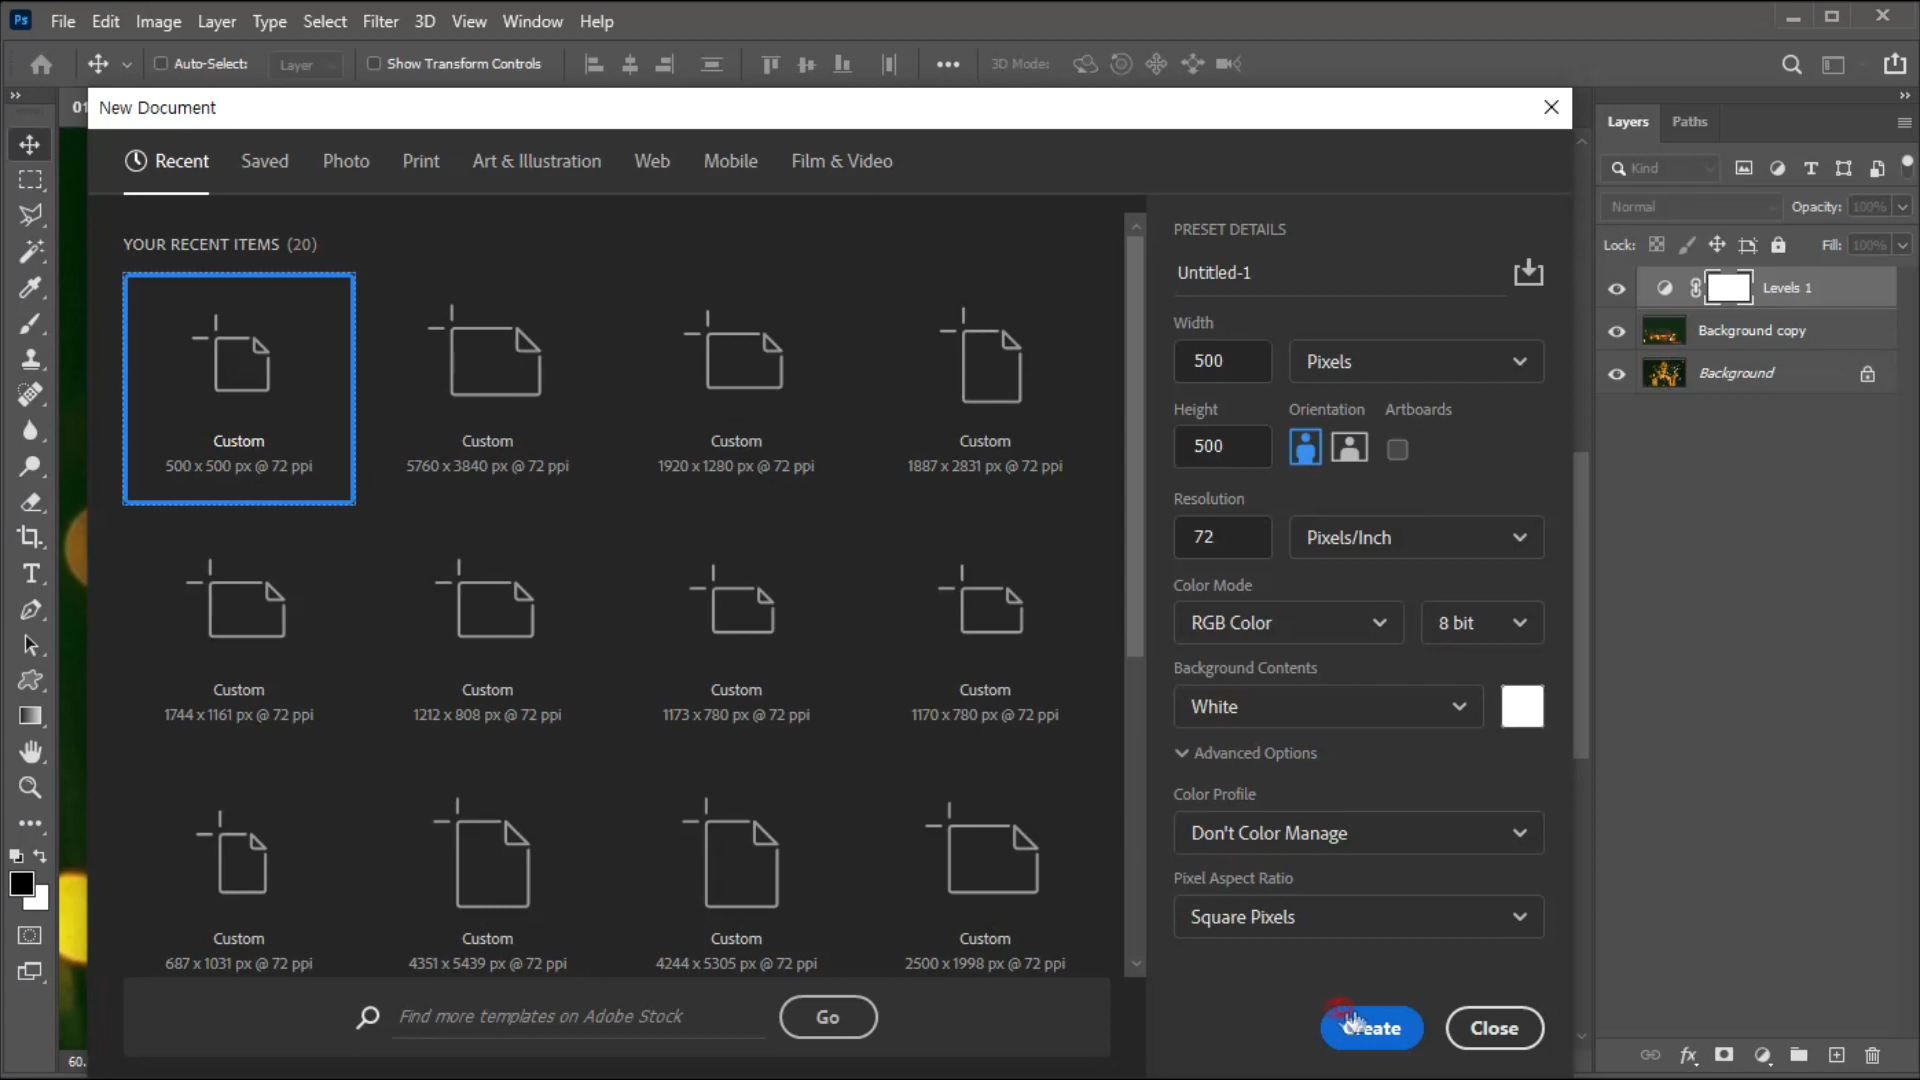 Ps File Edit Image Layer Type Select Filter 3D View Window Help
Auto-Select: Layer Show Transform Controls 3D Mode:
01
New Document
Recent Saved Photo Print Art & Illustration Web Mobile Film & Video
YOUR RECENT ITEMS (20)
Custom
500 x 500 px @ 72 ppi
Custom
5760 x 3840 px @ 72 ppi
Custom
1920 x 1280 px @ 72 ppi
Custom
1887 x 2831 px @ 72 ppi
Custom
1744 x 1161 px @ 72 ppi
Custom
1212 x 808 px @ 72 ppi
Custom
1173 x 780 px @ 72 ppi
Custom
1170 x 780 px @ 72 ppi
Custom
687 x 1031 px @ 72 ppi
Custom
4351 x 5439 px @ 72 ppi
Custom
4244 x 5305 px @ 72 ppi
Custom
2500 x 1998 px @ 72 ppi
Find more templates on Adobe Stock Go
60.
PRESET DETAILS
Untitled-1
Width
500 Pixels
Height Orientation Artboards
500
Resolution
72 Pixels/Inch
Color Mode
RGB Color 8 bit
Background Contents
White
Advanced Options
Color Profile
Don't Color Manage
Pixel Aspect Ratio
Square Pixels
Create Close
Layers Paths
Kind
Normal Opacity: 100%
Lock: Fill: 100%
Levels 1
Background copy
Background
fx